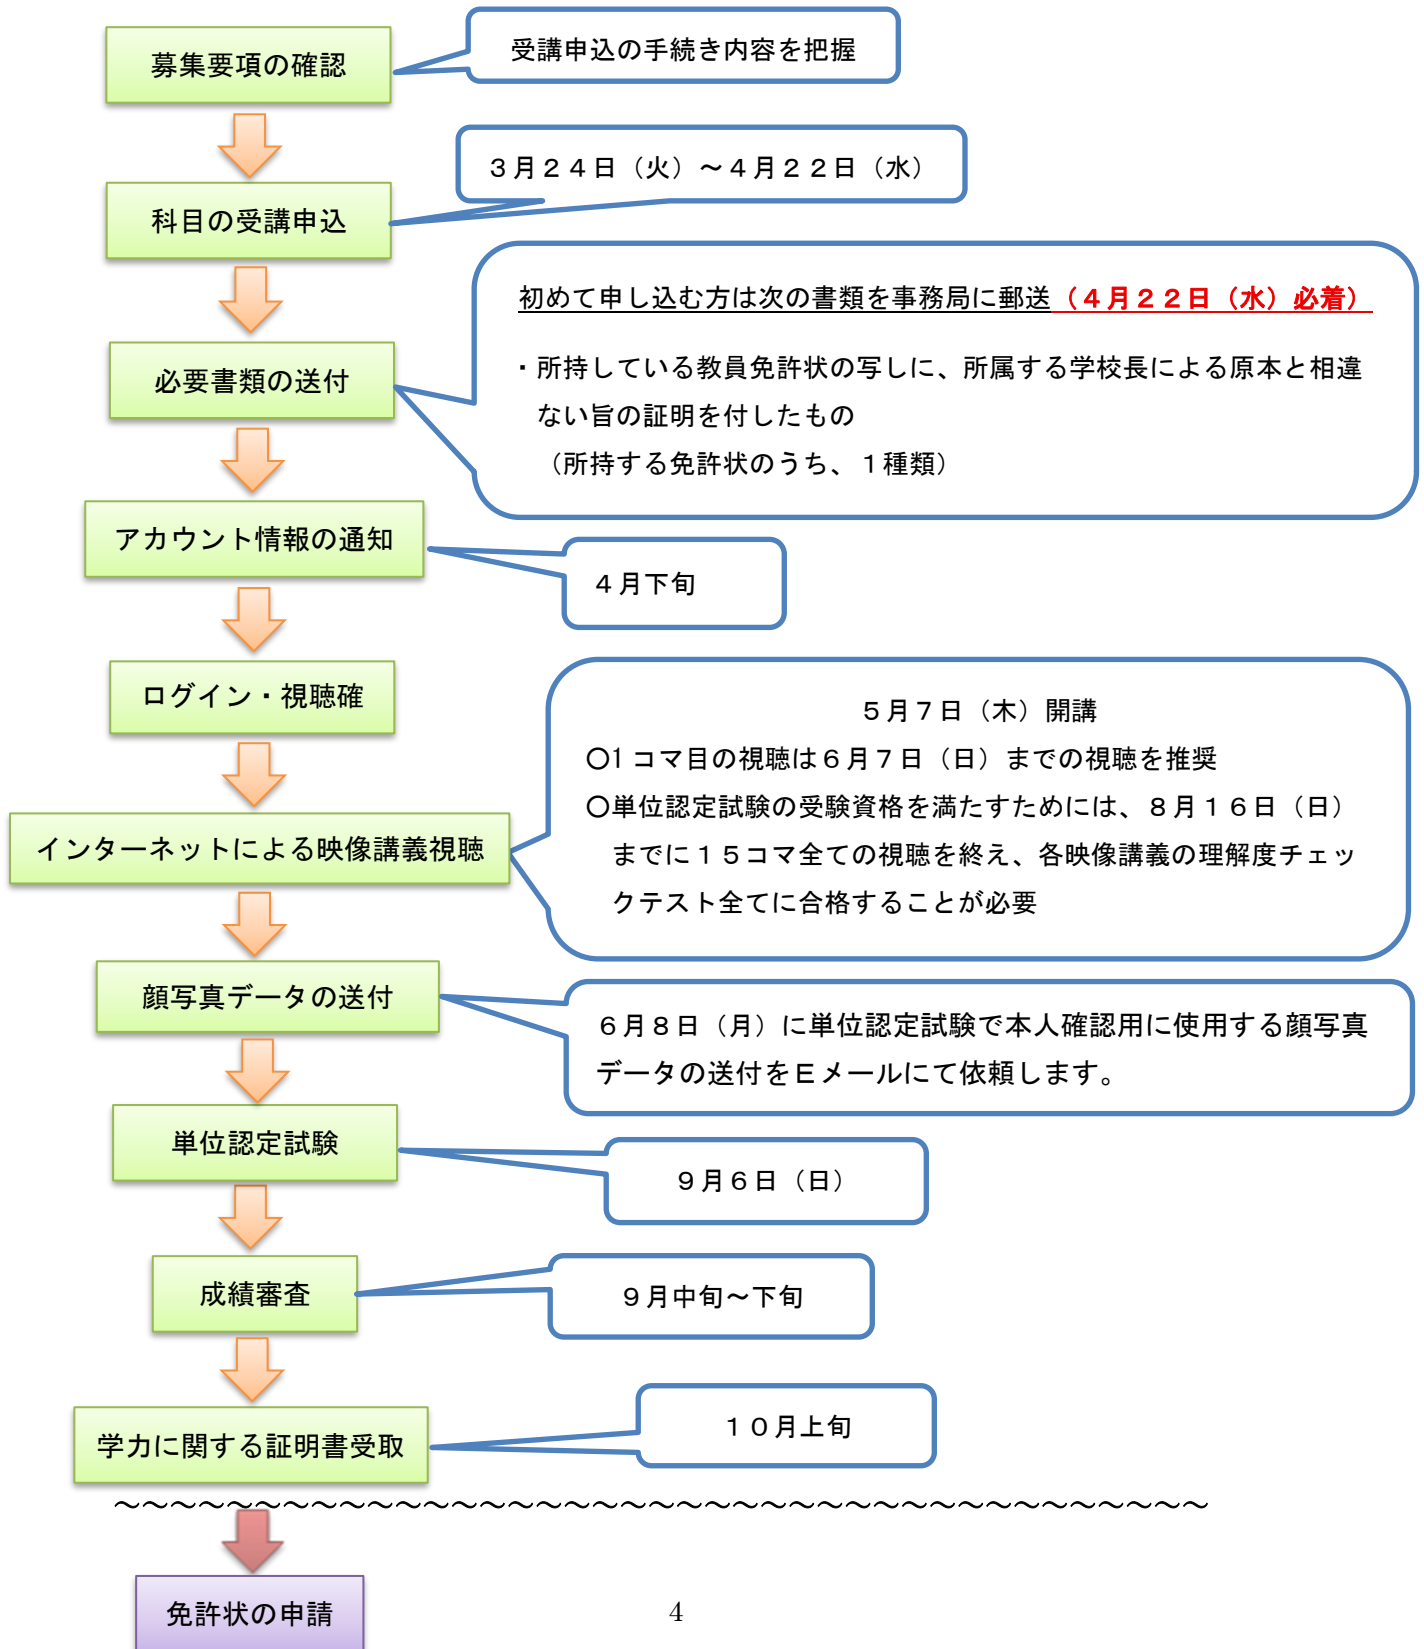 募集要項の確認
受講申込の手続き内容を把握
３月２４日（火）～４月２２日（水）
科目の受講申込
初めて申し込む方は次の書類を事務局に郵送（４月２２日（水）必着）
・所持している教員免許状の写しに、所属する学校長による原本と相違
ない旨の証明を付したもの
（所持する免許状のうち、１種類）
必要書類の送付
アカウント情報の通知
４月下旬
ログイン・視聴確
５月７日（木）開講
〇1 コマ目の視聴は６月７日（日）までの視聴を推奨
〇単位認定試験の受験資格を満たすためには、８月１６日（日）
までに１５コマ全ての視聴を終え、各映像講義の理解度チェッ
クテスト全てに合格することが必要
インターネットによる映像講義視聴
顔写真データの送付
６月８日（月）に単位認定試験で本人確認用に使用する顔写真
データの送付をＥメールにて依頼します。
単位認定試験
９月６日（日）
成績審査
９月中旬～下旬
学力に関する証明書受取
１０月上旬
～～～～～～～～～～～～～～～～～～～～～～～～～～～～～～～～～～～～～～～
免許状の申請
4